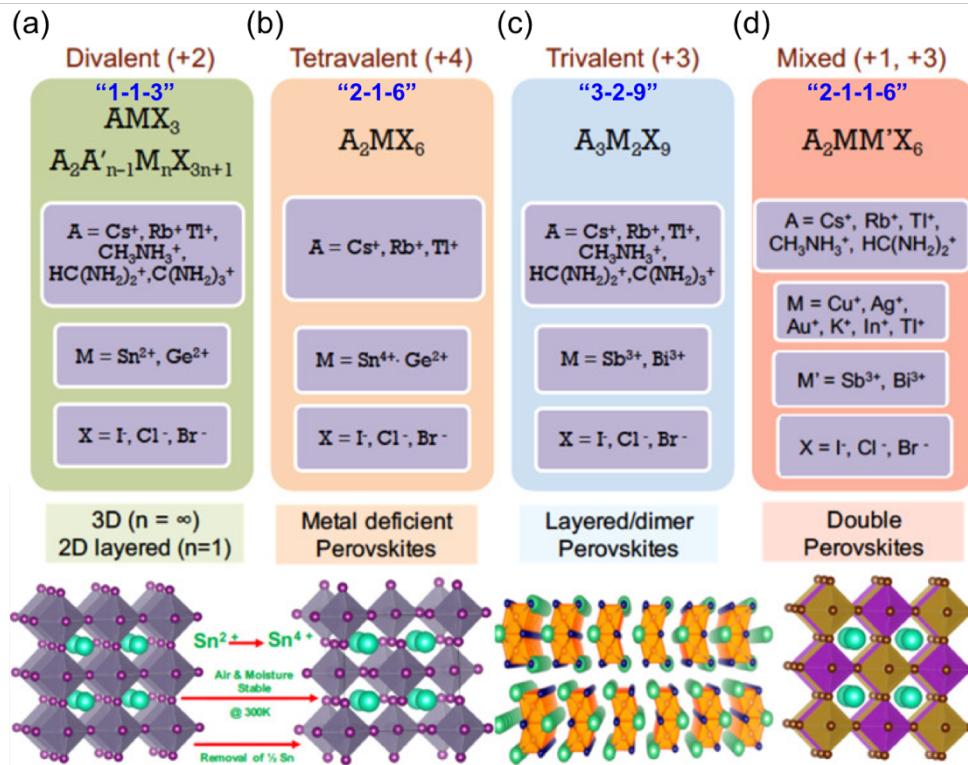 (a)
Divalent (+2)
“1-1-3”
AMX₃
A₂A′ₙ₋₁MₙX₃ₙ₊₁
A = Cs⁺, Rb⁺ Tl⁺,
CH₃NH₃⁺,
HC(NH₂)₂⁺,C(NH₂)₃⁺
M = Sn²⁺, Ge²⁺
X = I⁻, Cl⁻, Br⁻
3D (n = ∞)
2D layered (n=1)
(b)
Tetravalent (+4)
“2-1-6”
A₂MX₆
A = Cs⁺, Rb⁺, Tl⁺
M = Sn⁴⁺· Ge²⁺
X = I⁻, Cl⁻, Br⁻
Metal deficient
Perovskites
(c)
Trivalent (+3)
“3-2-9”
A₃M₂X₉
A = Cs⁺, Rb⁺ Tl⁺,
CH₃NH₃⁺,
HC(NH₂)₂⁺,C(NH₂)₃⁺
M = Sb³⁺, Bi³⁺
X = I⁻, Cl⁻, Br⁻
Layered/dimer
Perovskites
(d)
Mixed (+1, +3)
“2-1-1-6”
A₂MM’X₆
A = Cs⁺, Rb⁺, Tl⁺
CH₃NH₃⁺, HC(NH₂)₂⁺
M = Cu⁺, Ag⁺,
Au⁺, K⁺, In⁺, Tl⁺
M’ = Sb³⁺, Bi³⁺
X = I⁻, Cl⁻, Br⁻
Double
Perovskites
Sn²⁺ Sn⁴⁺
Air & Moisture
Stable
@ 300K
Removal of ½ Sn